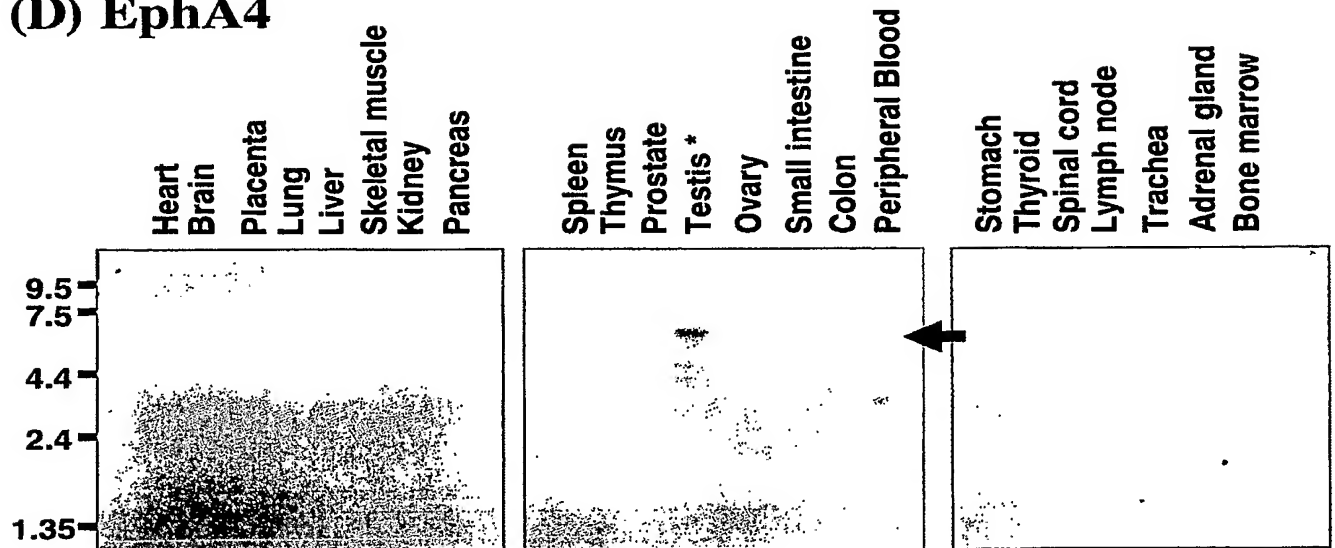 (D) EphA4
Heart
Brain
Placenta
Lung
Liver
Skeletal muscle
Kidney
Pancreas
Spleen
Thymus
Prostate
Testis *
Ovary
Small intestine
Colon
Peripheral Blood
Stomach
Thyroid
Spinal cord
Lymph node
Trachea
Adrenal gland
Bone marrow
9.5
7.5
4.4
2.4
1.35